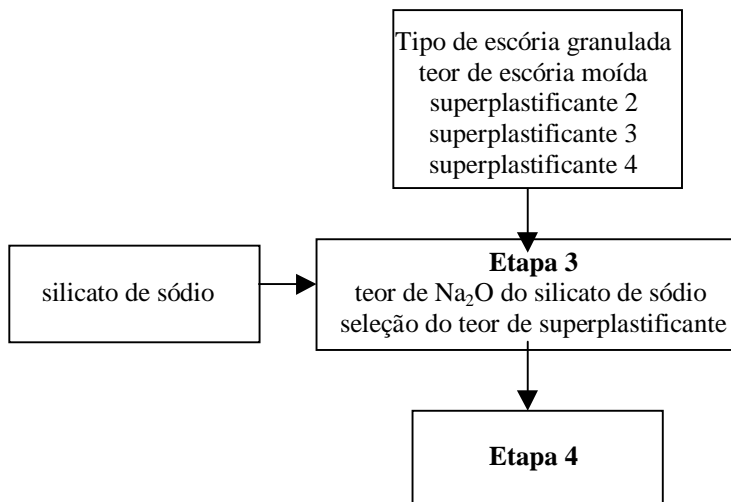 Tipo de escória granulada
teor de escória moída
superplastificante 2
superplastificante 3
superplastificante 4
silicato de sódio
Etapa 3
teor de Na₂O do silicato de sódio
seleção do teor de superplastificante
Etapa 4